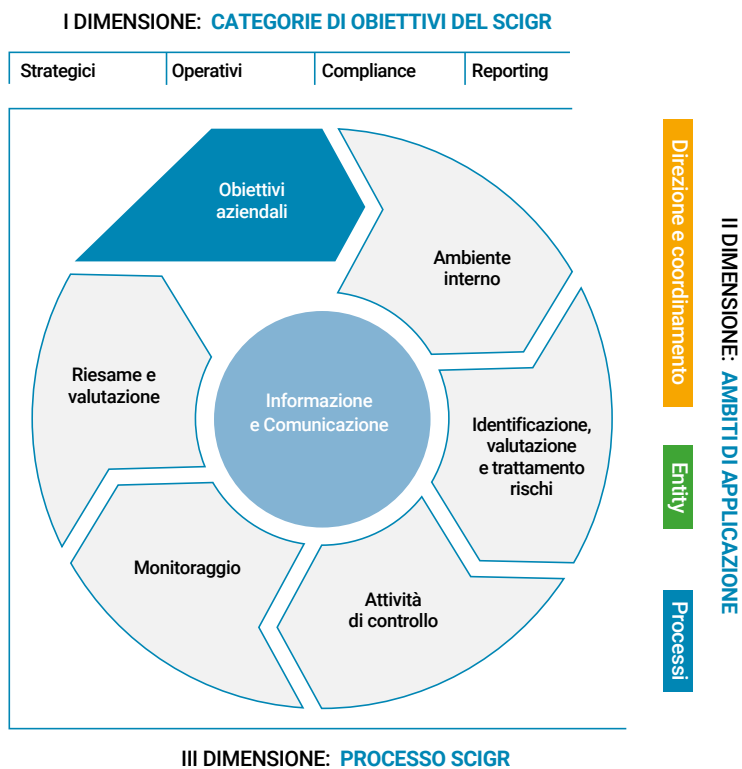 I DIMENSIONE: CATEGORIE DI OBIETTIVI DEL SCIGR
Strategici
Operativi
Compliance
Reporting
Obiettivi
aziendali
Ambiente
interno
Identificazione,
valutazione
e trattamento
rischi
Attività
di controllo
Monitoraggio
Riesame e
valutazione
Informazione
e Comunicazione
Direzione e coordinamento
Entity
Processi
II DIMENSIONE: AMBITI DI APPLICAZIONE
III DIMENSIONE: PROCESSO SCIGR